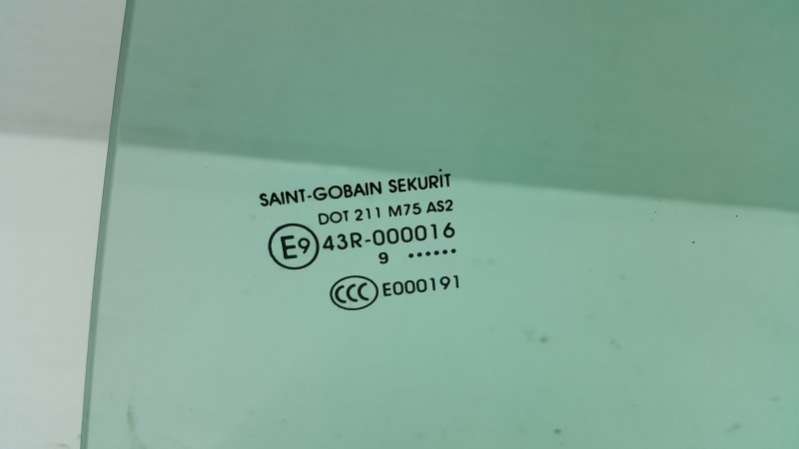 SAINT-GOBAIN SEKURIT
DOT 211 M75 AS2
E9 43R-000016
9 ••••••
CCC E000191